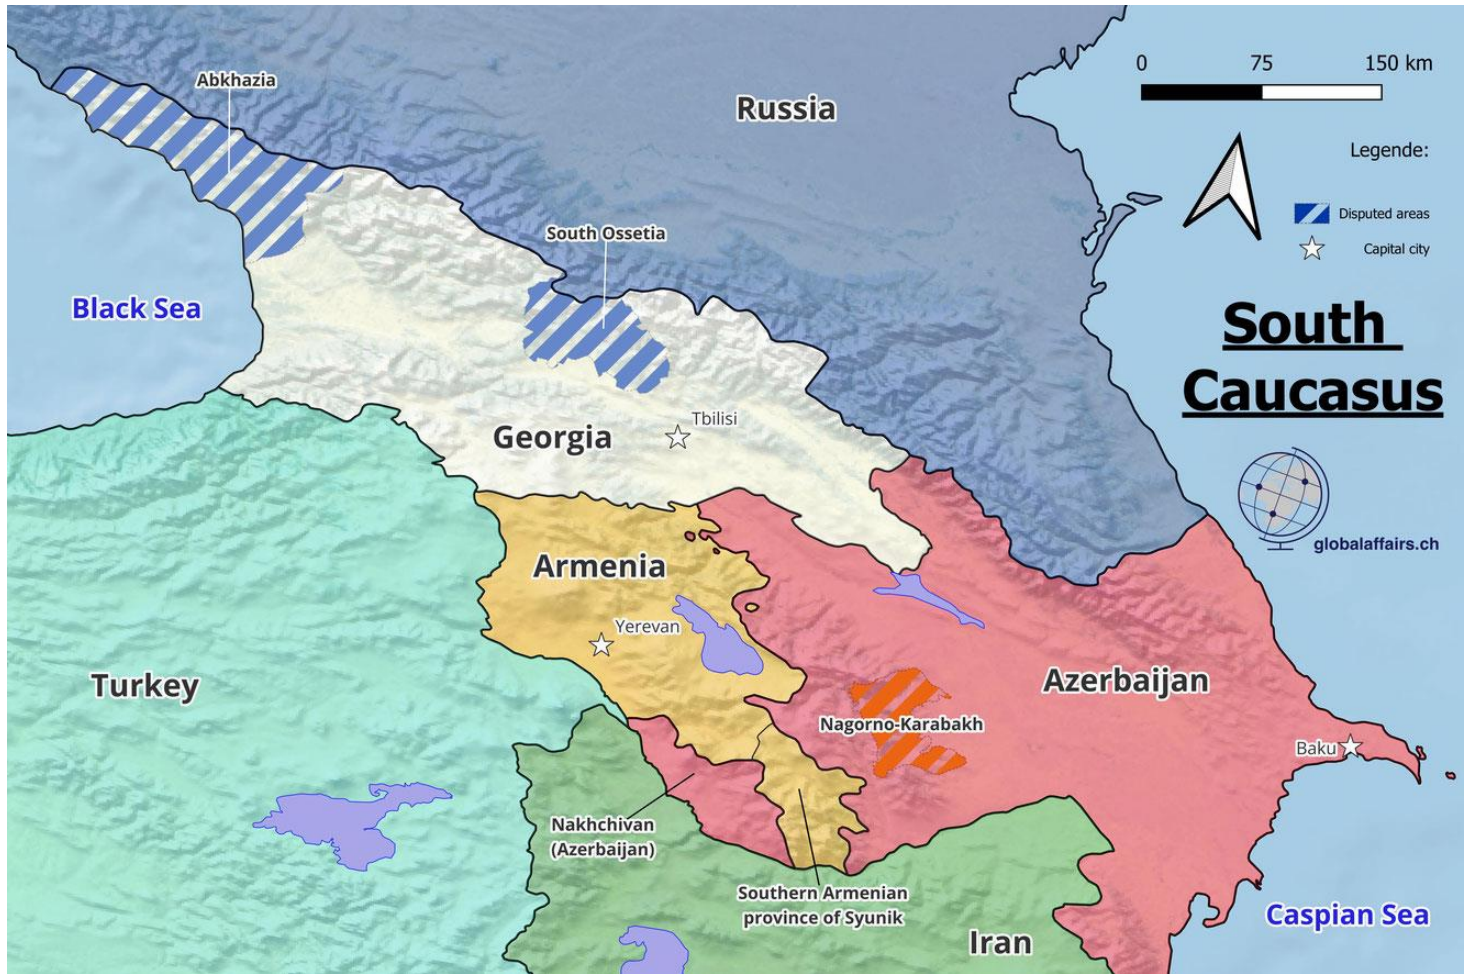 Abkhazia
Russia
0 75 150 km
Legende:
Disputed areas
Capital city
South Ossetia
Black Sea
South
Caucasus
Tbilisi
Georgia
globalaffairs.ch
Armenia
Yerevan
Turkey
Azerbaijan
Nagorno-Karabakh
Baku
Nakhchivan
(Azerbaijan)
Southern Armenian
province of Syunik
Caspian Sea
Iran